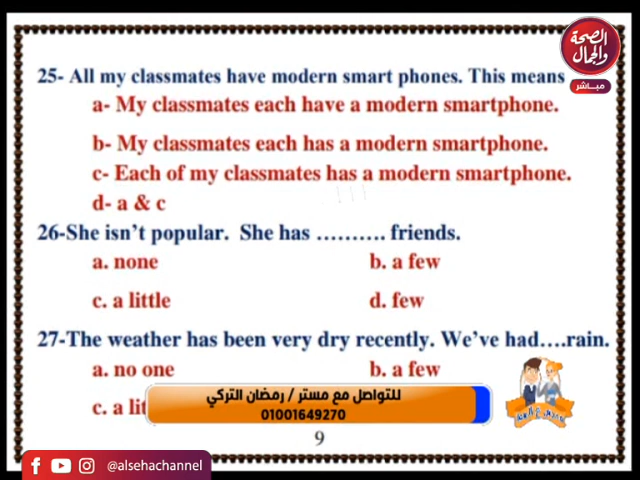 الصحة
والجمال
مباشر
25- All my classmates have modern smart phones. This means
a- My classmates each have a modern smartphone.
b- My classmates each has a modern smartphone.
c- Each of my classmates has a modern smartphone.
d- a & c
26-She isn't popular. She has ………. friends.
a. none
b. a few
c. a little
d. few
27-The weather has been very dry recently. We've had….rain.
a. no one
b. a few
c. a lit
للتواصل مع مستر / رمضان التركي
01001649270
9
@alsehachannel